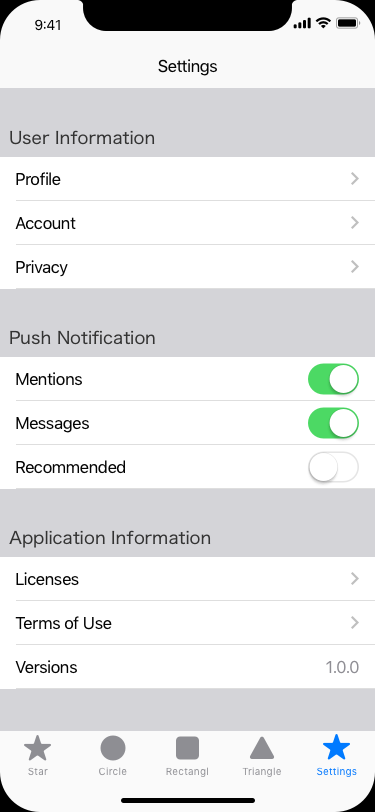 9:41
Settings
User Information
Profile
Account
Privacy
Push Notification
Mentions
Messages
Recommended
Application Information
Licenses
Terms of Use
Versions 1.0.0
Star Circle Rectangl Triangle Settings